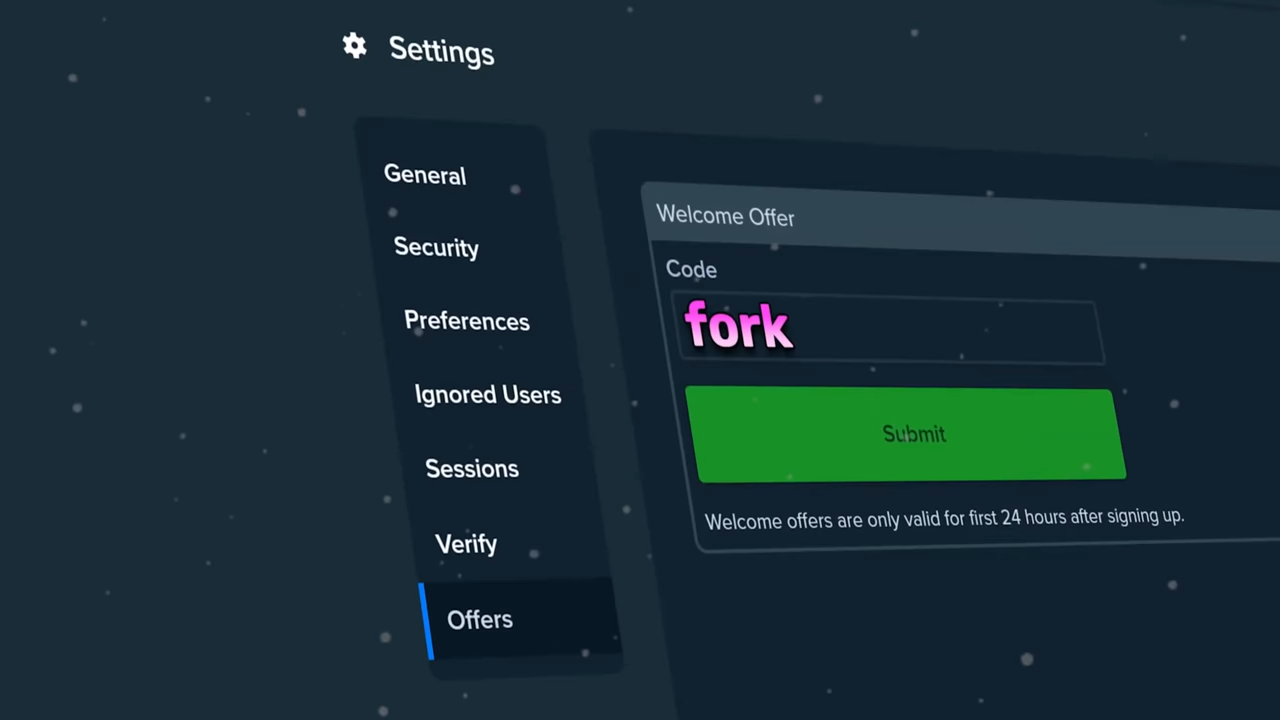 Settings
General
Security
Preferences
Ignored Users
Sessions
Verify
Offers
Welcome Offer
Code
fork
Submit
Welcome offers are only valid for first 24 hours after signing up.